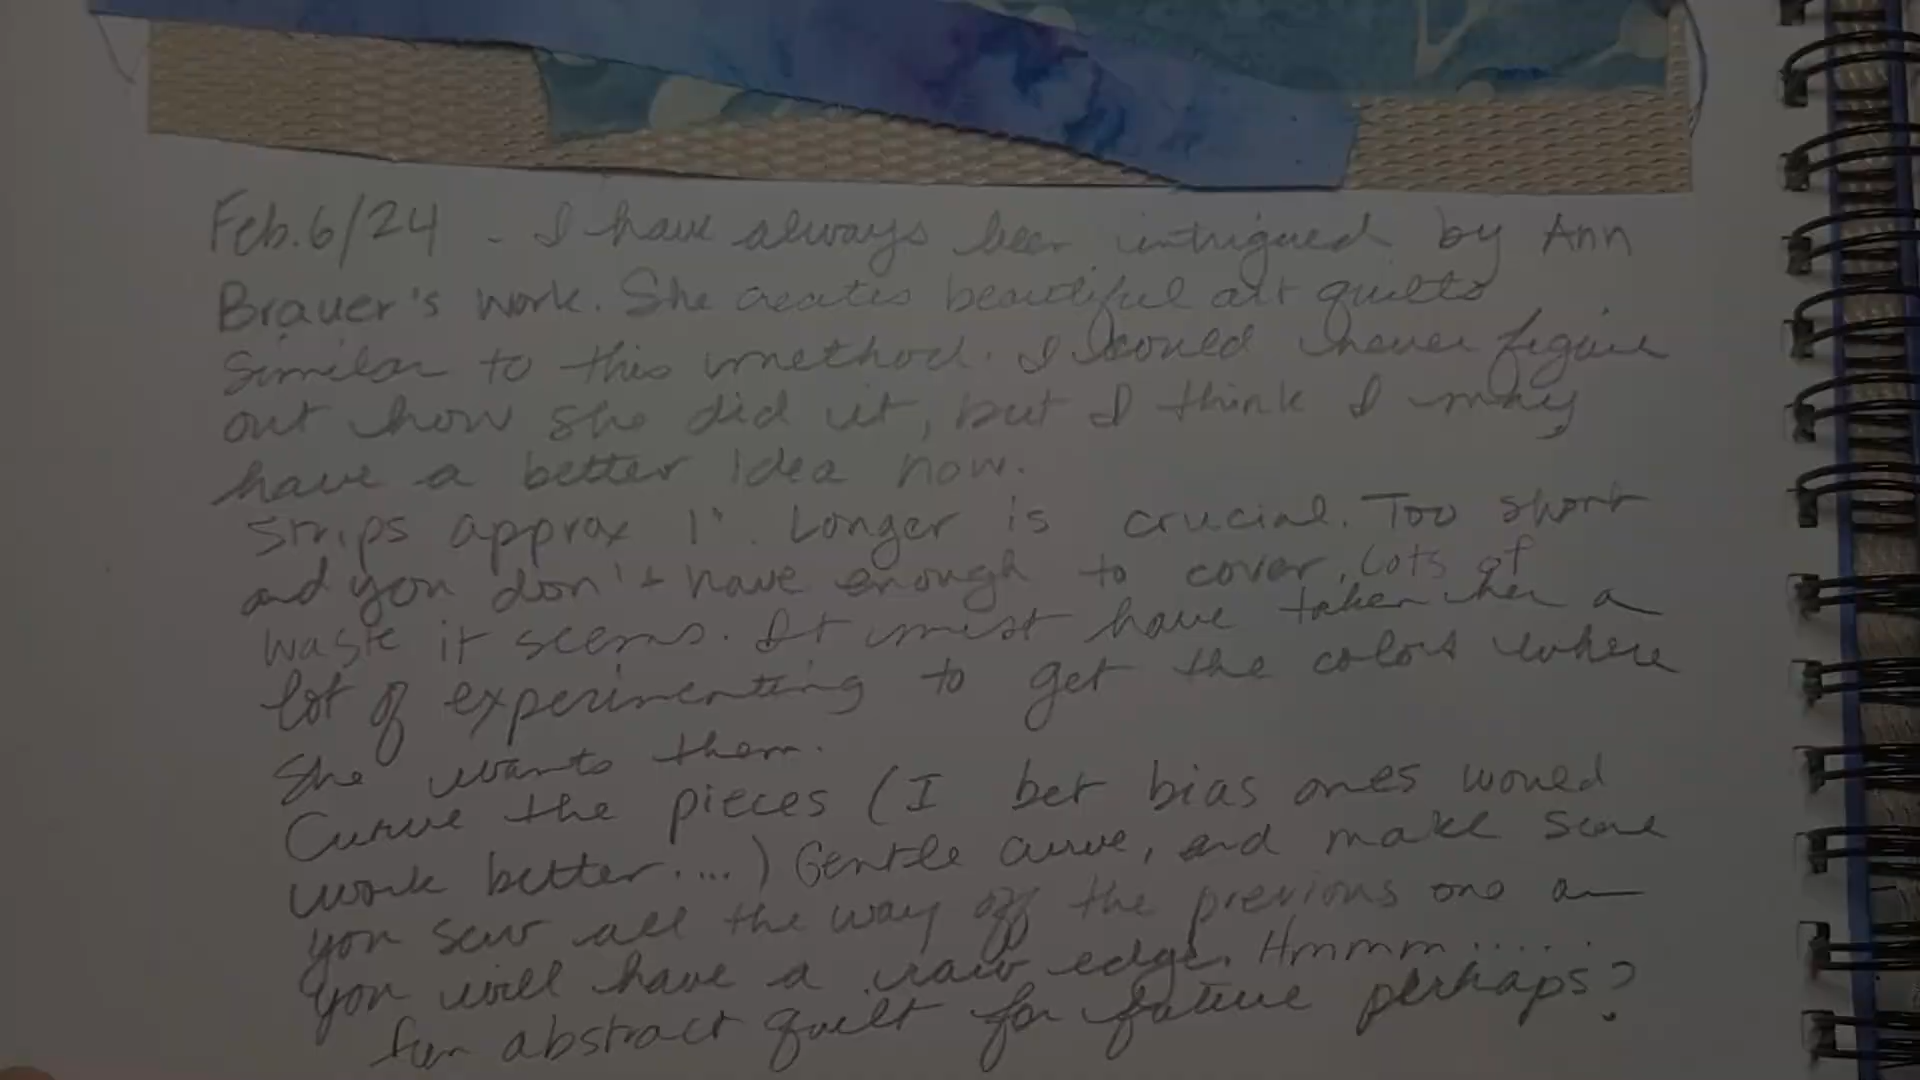 Feb. 6/24 - I have always been intrigued by Ann
Brauer's work. She creates beautiful art quilts
similar to this method. I could never figure
out how she did it, but I think I may
have a better idea now.
Strips approx 1". Longer is crucial. Too short
and you don't have enough to cover. Lots of
waste it seems. It must have taken her a
lot of experimenting to get the colors where
she wants them.
Curve the pieces (I bet bias ones would
work better....) Gentle curve, and make sure
you sew all the way off the previous one or
you will have a raw edge. Hmmm.....
fun abstract quilt for future perhaps?